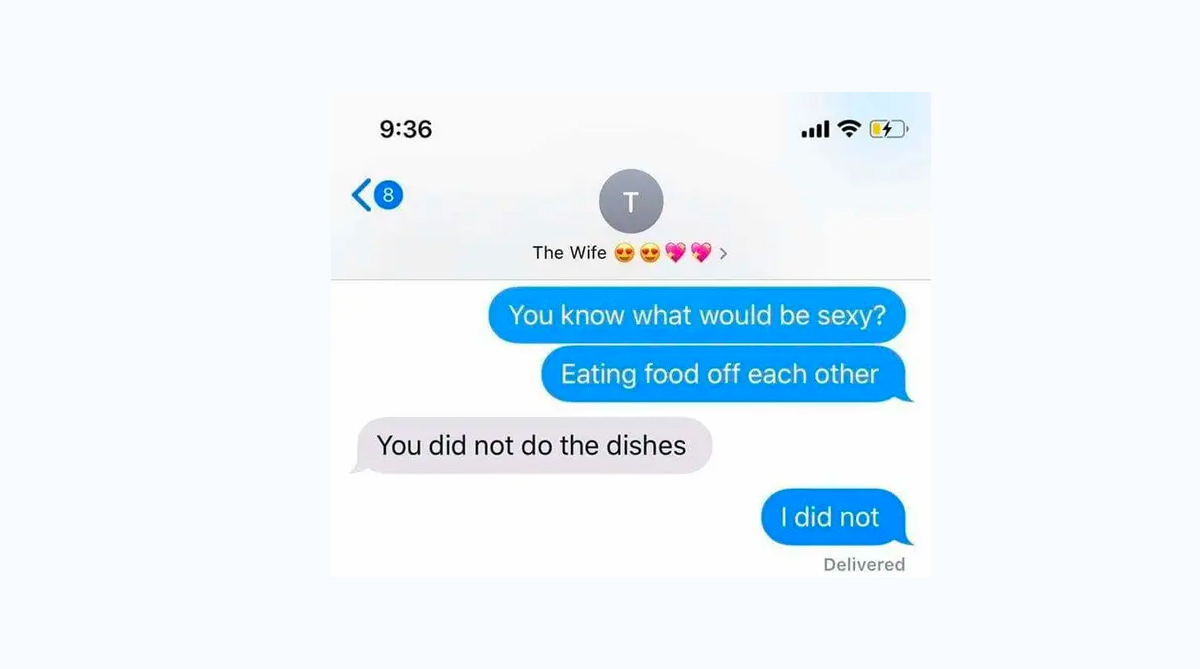 9:36
8
T
The Wife 😍😍💖💖 >
You know what would be sexy?
Eating food off each other
You did not do the dishes
I did not
Delivered